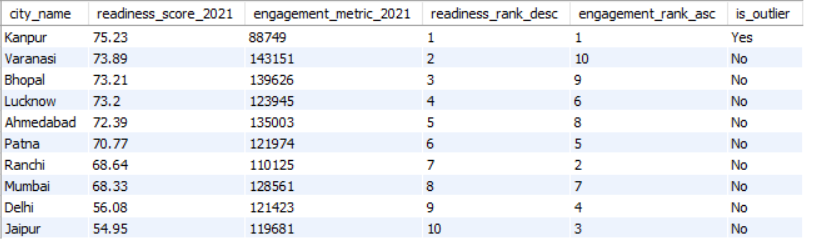 city_name readiness_score_2021 engagement_metric_2021 readiness_rank_desc engagement_rank_asc is_outlier
Kanpur 75.23 88749 1 1 Yes
Varanasi 73.89 143151 2 10 No
Bhopal 73.21 139626 3 9 No
Lucknow 73.2 123945 4 6 No
Ahmedabad 72.39 135003 5 8 No
Patna 70.77 121974 6 5 No
Ranchi 68.64 110125 7 2 No
Mumbai 68.33 128561 8 7 No
Delhi 56.08 121423 9 4 No
Jaipur 54.95 119681 10 3 No